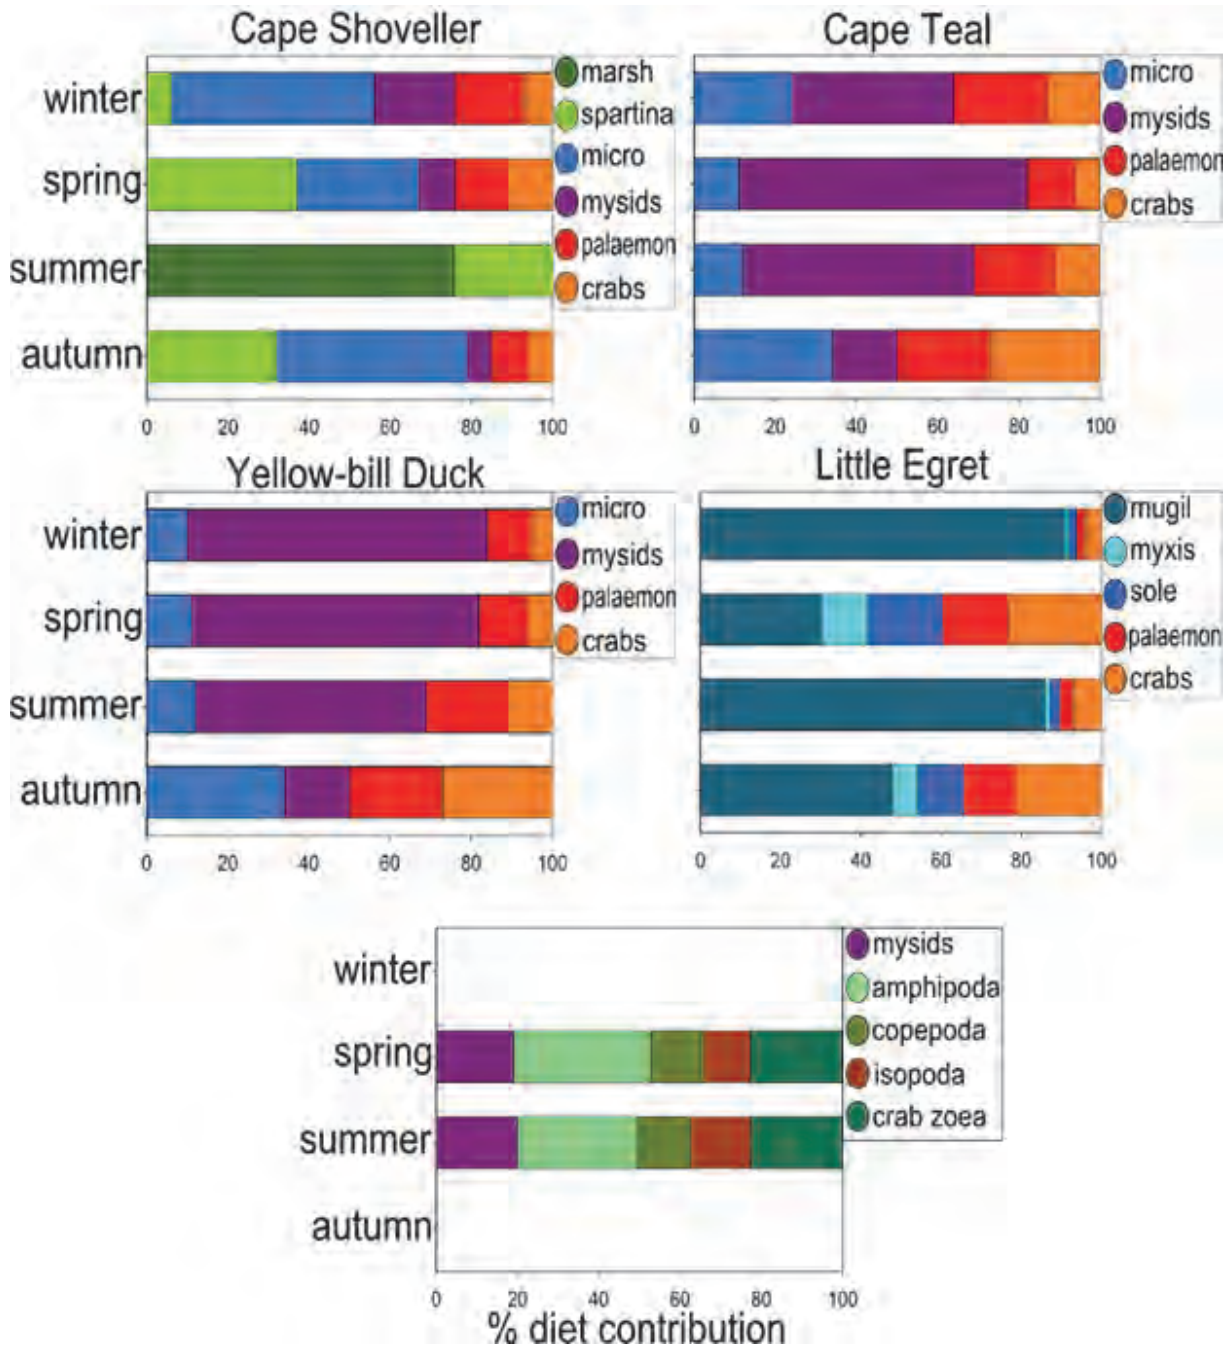 Cape Shoveller
winter
spring
summer
autumn
0 20 40 60 80 100
marsh
spartina
micro
mysids
palaemon
crabs
Cape Teal
0 20 40 60 80 100
micro
mysids
palaemon
crabs
Yellow-bill Duck
winter
spring
summer
autumn
0 20 40 60 80 100
micro
mysids
palaemon
crabs
Little Egret
0 20 40 60 80 100
mugil
myxis
sole
palaemon
crabs
winter
spring
summer
autumn
0 20 40 60 80 100
% diet contribution
mysids
amphipoda
copepoda
isopoda
crab zoea